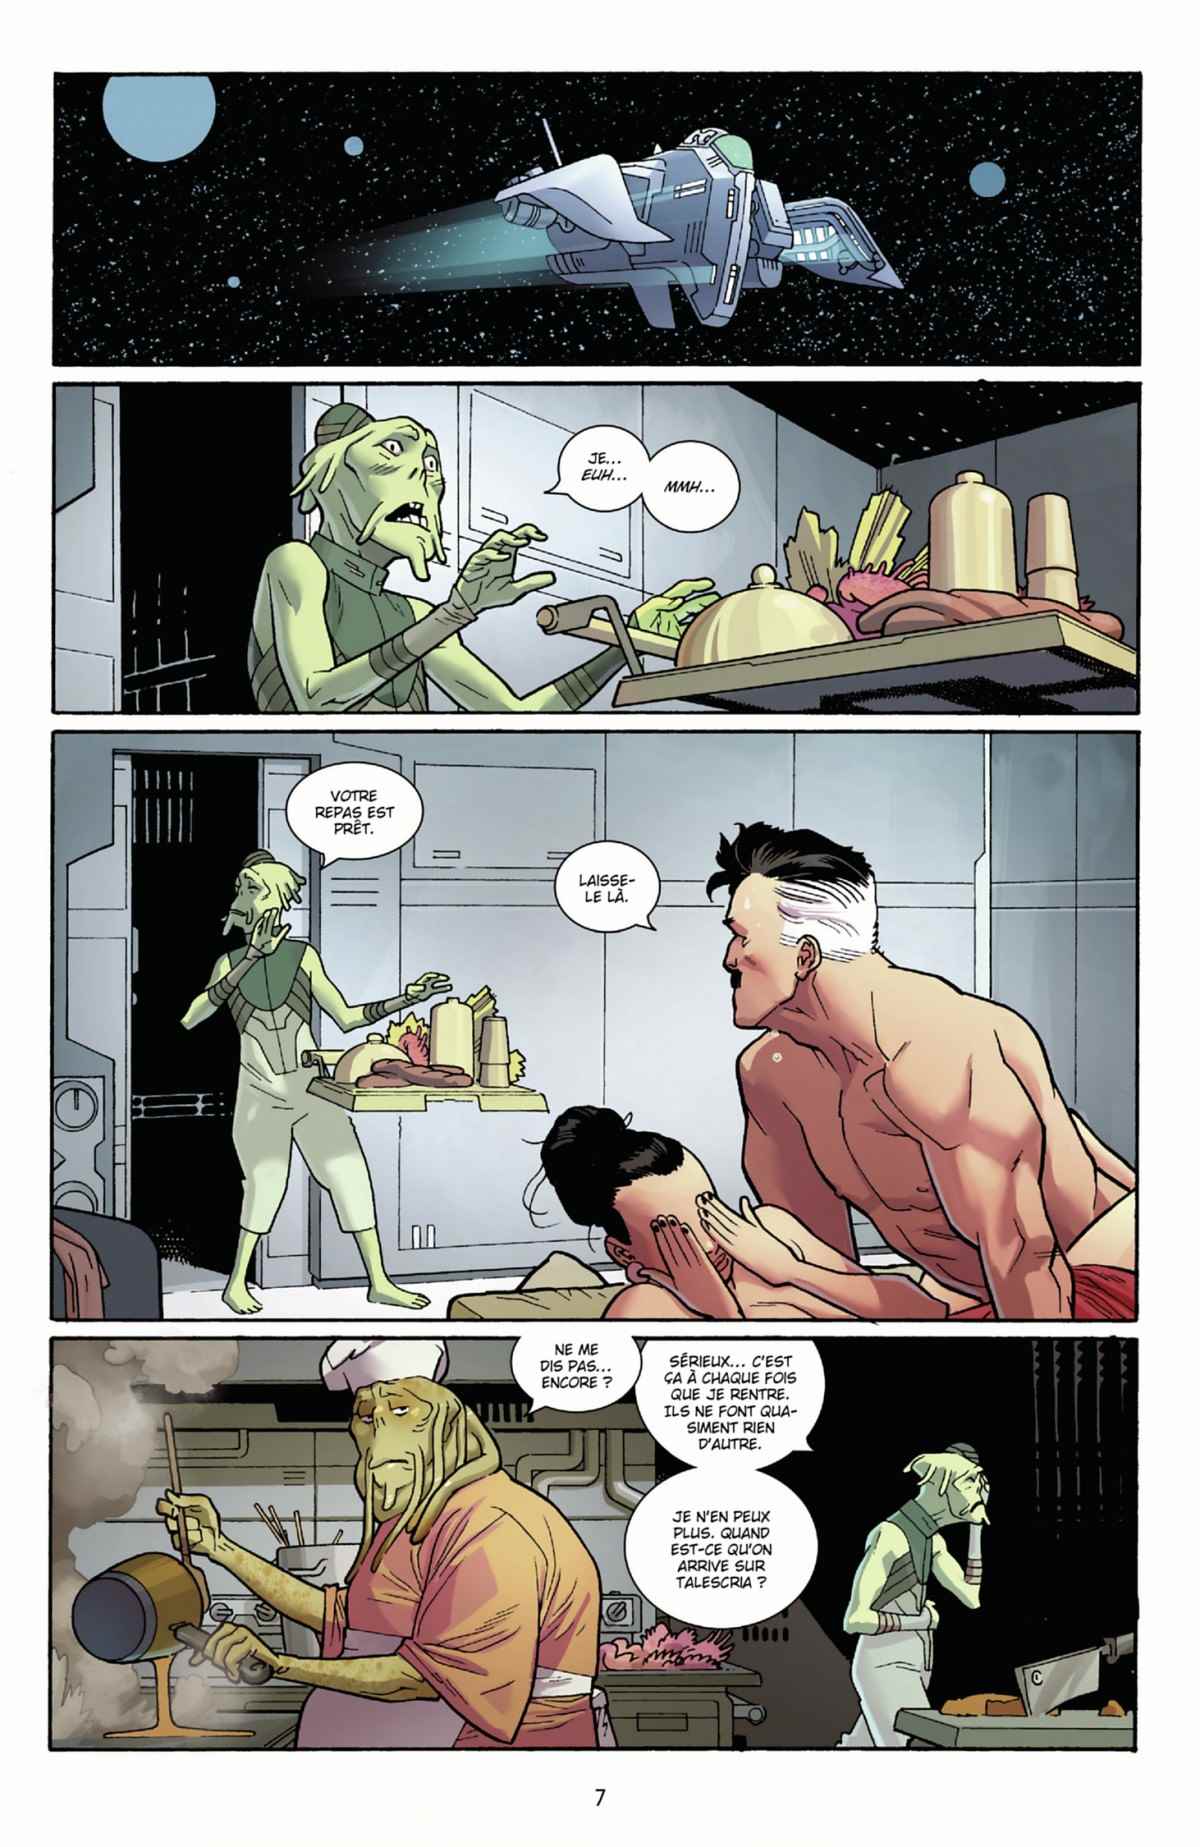 JE...
EUH...
MMH...
VOTRE
REPAS EST
PRÊT.
LAISSE-
LE LÀ.
NE ME
DIS PAS...
ENCORE ?
SÉRIEUX... C'EST
ÇA À CHAQUE FOIS
QUE JE RENTRE.
ILS NE FONT QUA-
SIMENT RIEN
D'AUTRE.
JE N'EN PEUX
PLUS. QUAND
EST-CE QU'ON
ARRIVE SUR
TALESCRIA ?
7